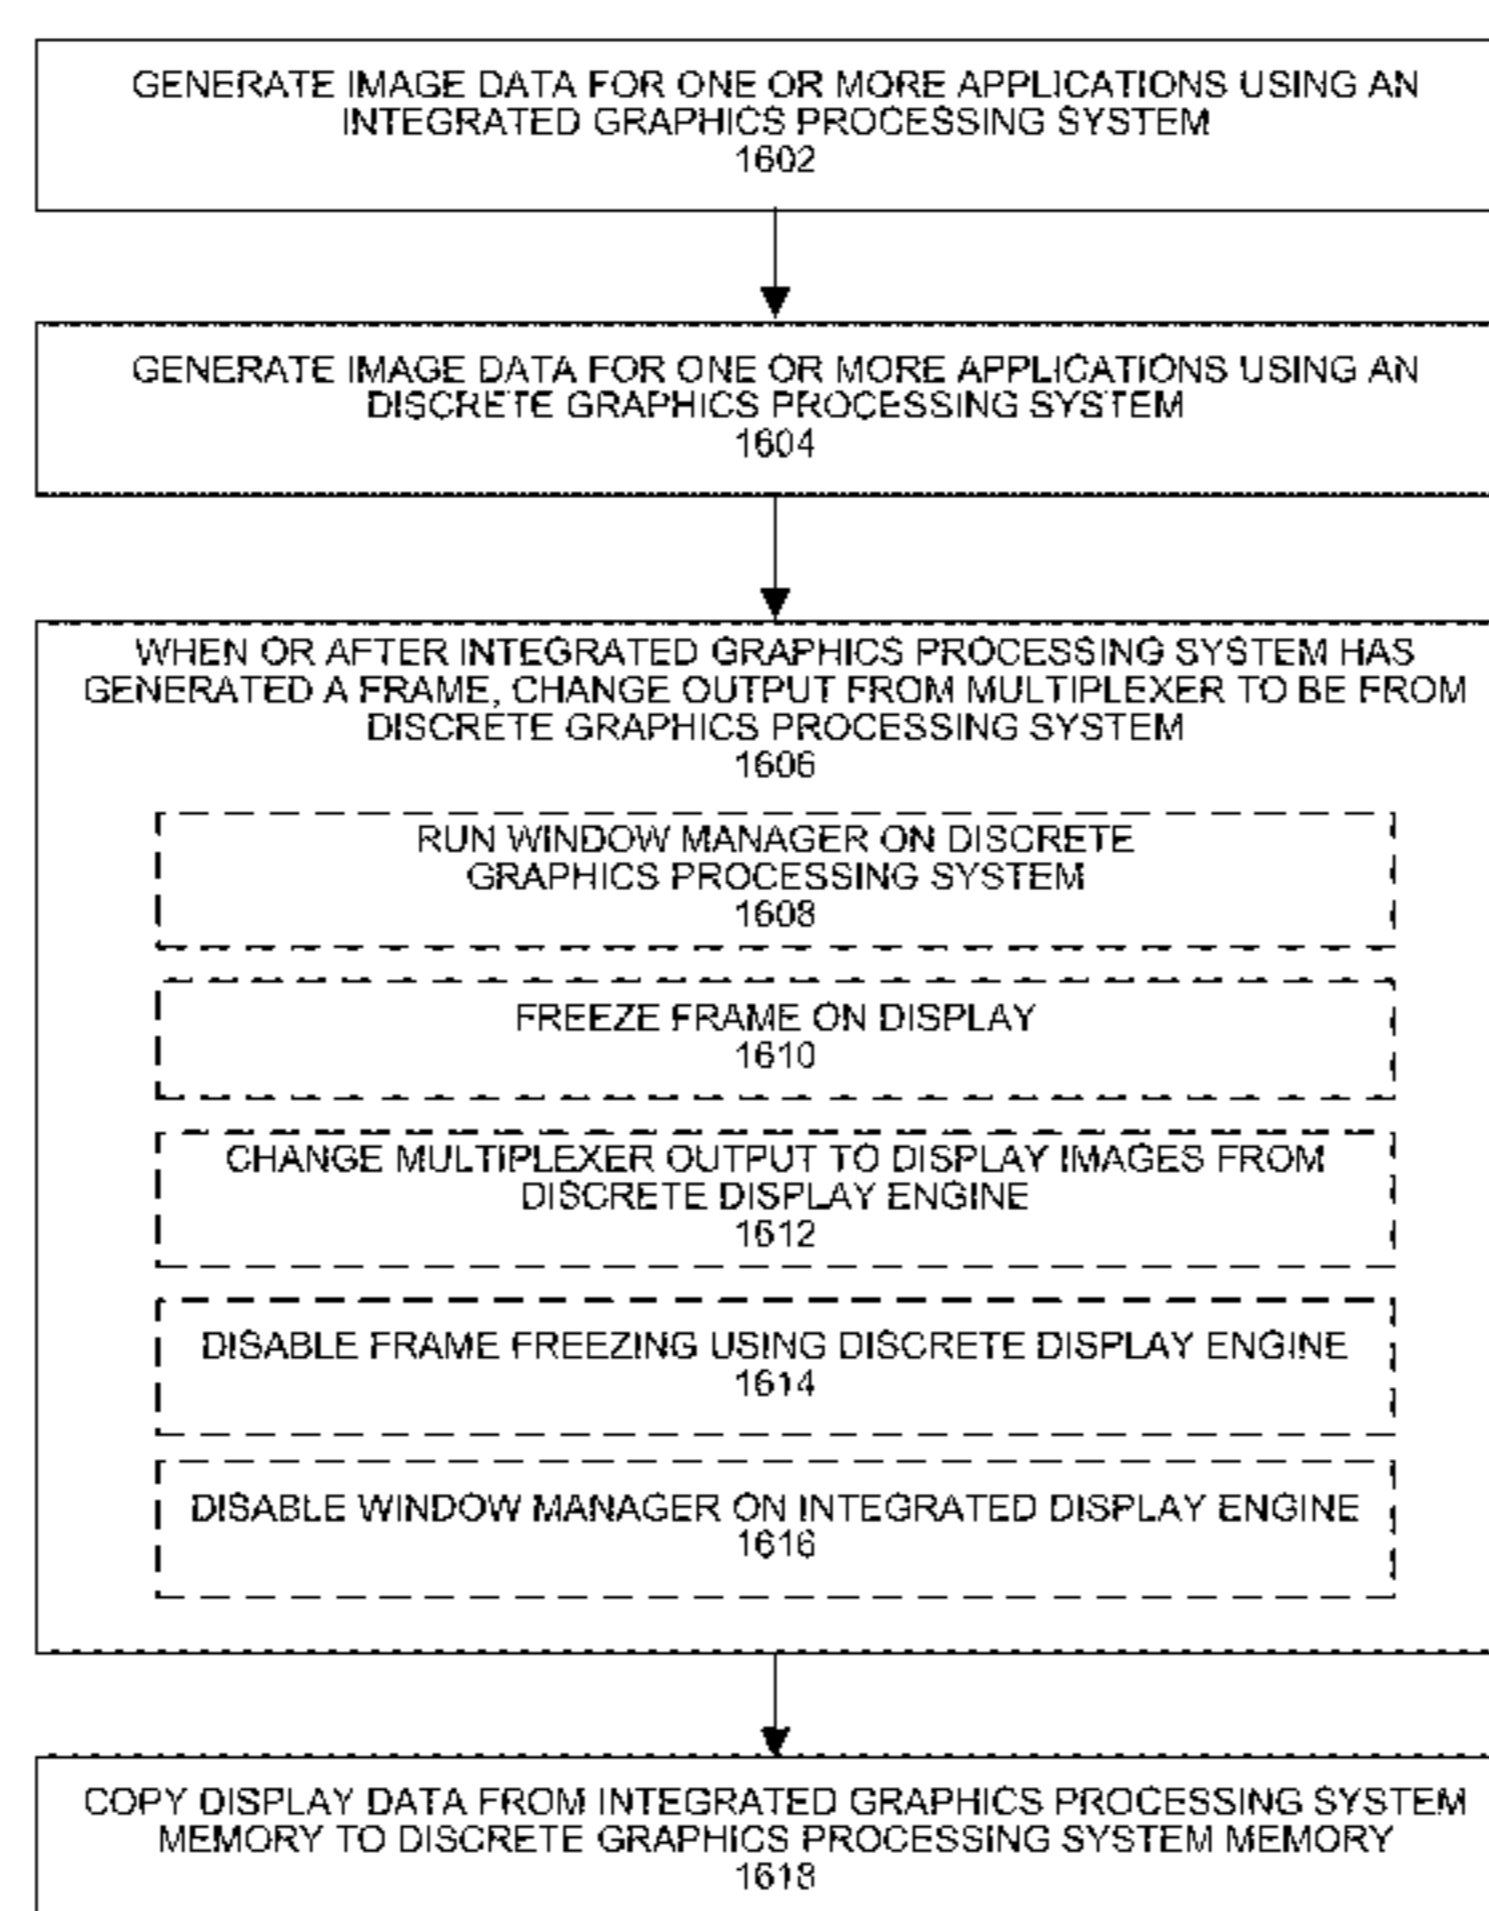 GENERATE IMAGE DATA FOR ONE OR MORE APPLICATIONS USING AN
INTEGRATED GRAPHICS PROCESSING SYSTEM
1602
GENERATE IMAGE DATA FOR ONE OR MORE APPLICATIONS USING AN
DISCRETE GRAPHICS PROCESSING SYSTEM
1604
WHEN OR AFTER INTEGRATED GRAPHICS PROCESSING SYSTEM HAS
GENERATED A FRAME, CHANGE OUTPUT FROM MULTIPLEXER TO BE FROM
DISCRETE GRAPHICS PROCESSING SYSTEM
1606
RUN WINDOW MANAGER ON DISCRETE
GRAPHICS PROCESSING SYSTEM
1608
FREEZE FRAME ON DISPLAY
1610
CHANGE MULTIPLEXER OUTPUT TO DISPLAY IMAGES FROM
DISCRETE DISPLAY ENGINE
1612
DISABLE FRAME FREEZING USING DISCRETE DISPLAY ENGINE
1614
DISABLE WINDOW MANAGER ON INTEGRATED DISPLAY ENGINE
1616
COPY DISPLAY DATA FROM INTEGRATED GRAPHICS PROCESSING SYSTEM
MEMORY TO DISCRETE GRAPHICS PROCESSING SYSTEM MEMORY
1618